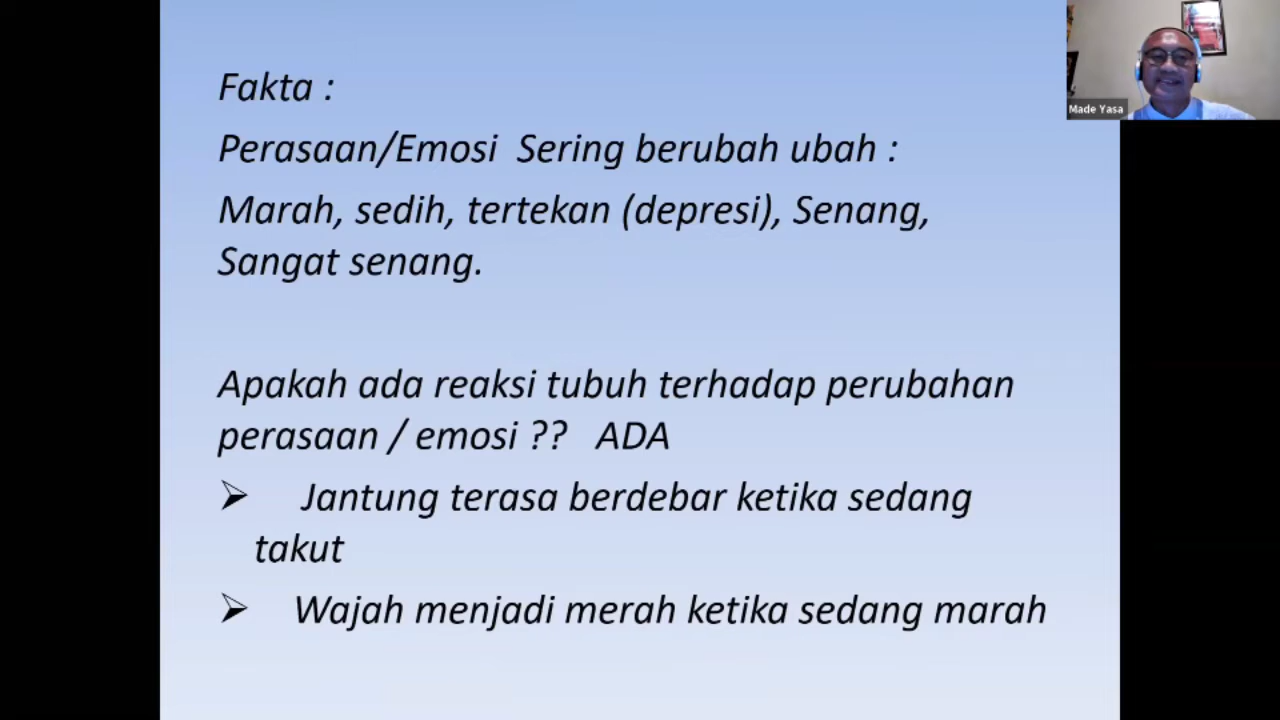 Fakta :
Perasaan/Emosi Sering berubah ubah :
Marah, sedih, tertekan (depresi), Senang,
Sangat senang.
Apakah ada reaksi tubuh terhadap perubahan
perasaan / emosi ?? ADA
➢ Jantung terasa berdebar ketika sedang
takut
➢ Wajah menjadi merah ketika sedang marah
Made Yasa